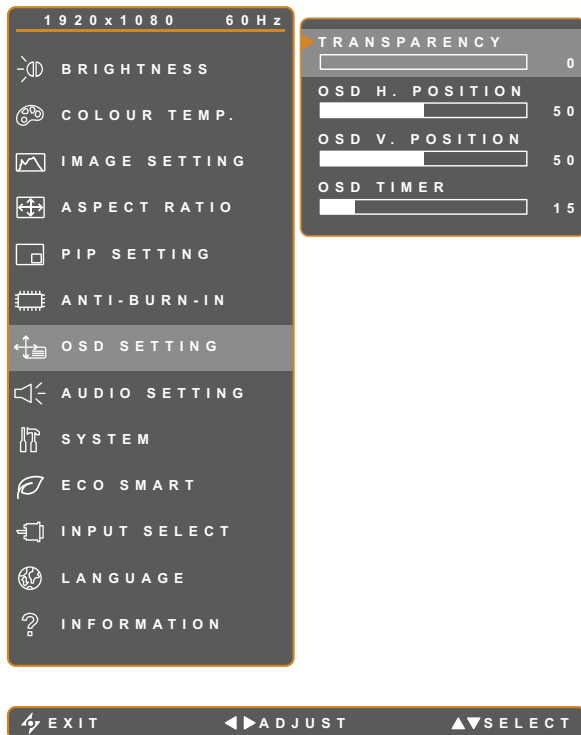 1920x1080 60Hz
BRIGHTNESS
COLOUR TEMP.
IMAGE SETTING
ASPECT RATIO
PIP SETTING
ANTI-BURN-IN
OSD SETTING
AUDIO SETTING
SYSTEM
ECO SMART
INPUT SELECT
LANGUAGE
INFORMATION
TRANSPARENCY
0
OSD H. POSITION
50
OSD V. POSITION
50
OSD TIMER
15
EXIT ADJUST SELECT